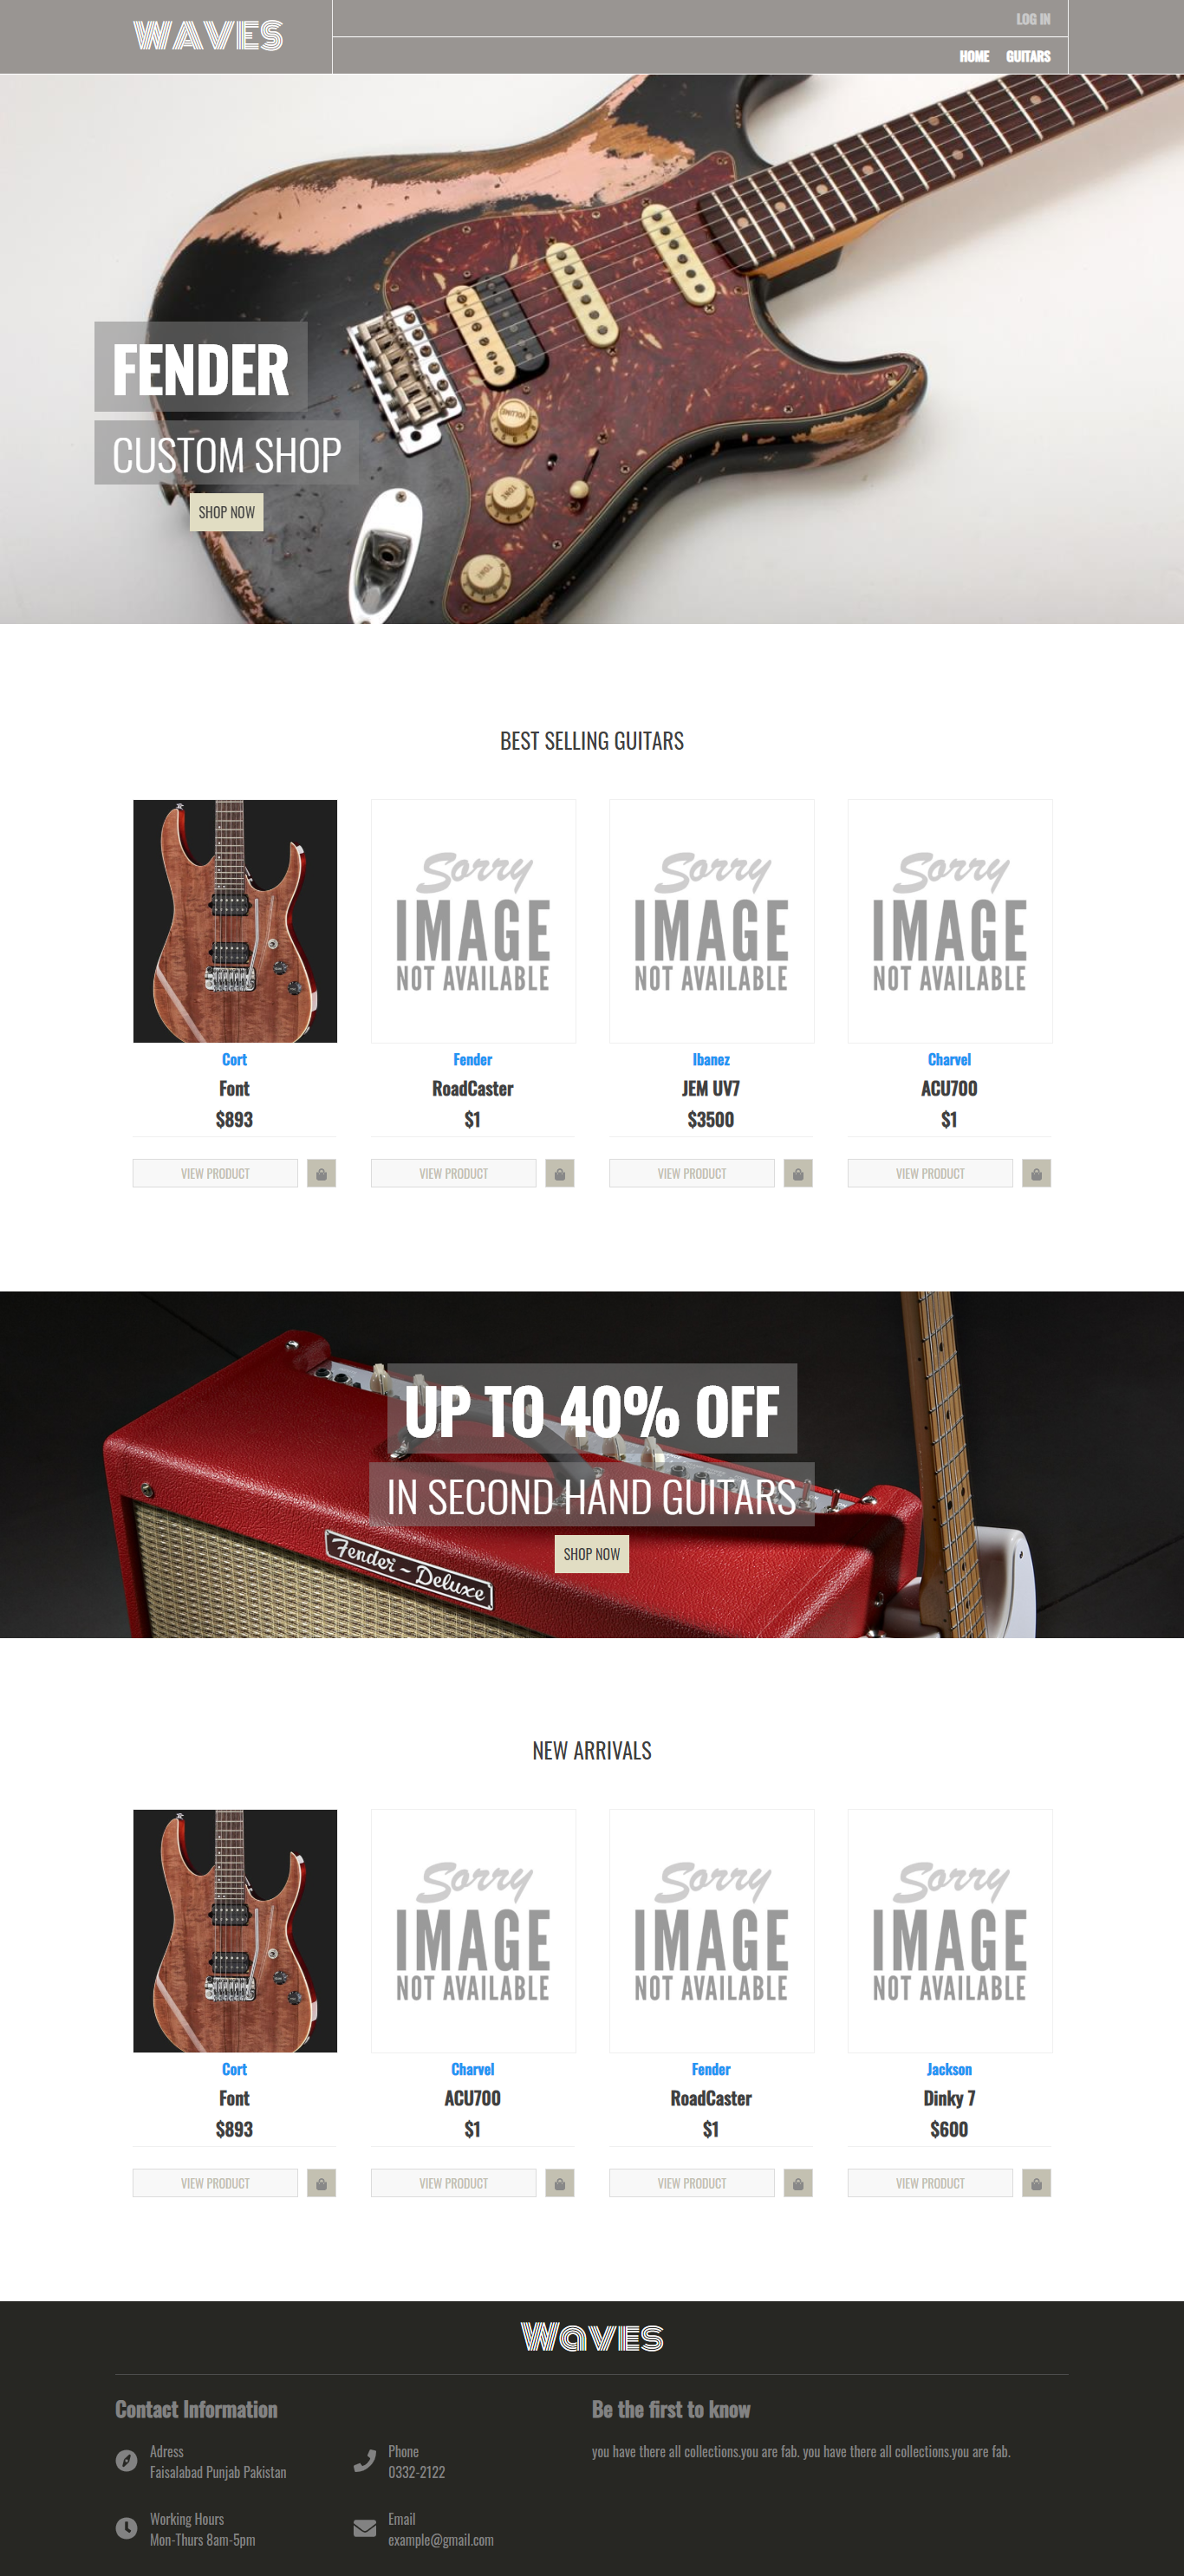 WAVES
LOG IN
HOME GUITARS
VOLUME
TONE
TONE
FENDER
CUSTOM SHOP
SHOP NOW
BEST SELLING GUITARS
Sorry Sorry Sorry
IMAGE IMAGE IMAGE
NOT AVAILABLE NOT AVAILABLE NOT AVAILABLE
Cort Fender Ibanez Charvel
Font RoadCaster JEM UV7 ACU700
$893 $1 $3500 $1
VIEW PRODUCT VIEW PRODUCT VIEW PRODUCT VIEW PRODUCT
UP TO 40% OFF
IN SECOND HAND GUITARS
SHOP NOW
Fender - Deluxe
NEW ARRIVALS
Sorry Sorry Sorry
IMAGE IMAGE IMAGE
NOT AVAILABLE NOT AVAILABLE NOT AVAILABLE
Cort Charvel Fender Jackson
Font ACU700 RoadCaster Dinky 7
$893 $1 $1 $600
VIEW PRODUCT VIEW PRODUCT VIEW PRODUCT VIEW PRODUCT
Waves
Contact Information
Adress
Faisalabad Punjab Pakistan
Phone
0332-2122
Working Hours
Mon-Thurs 8am-5pm
Email
example@gmail.com
Be the first to know
you have there all collections.you are fab. you have there all collections.you are fab.